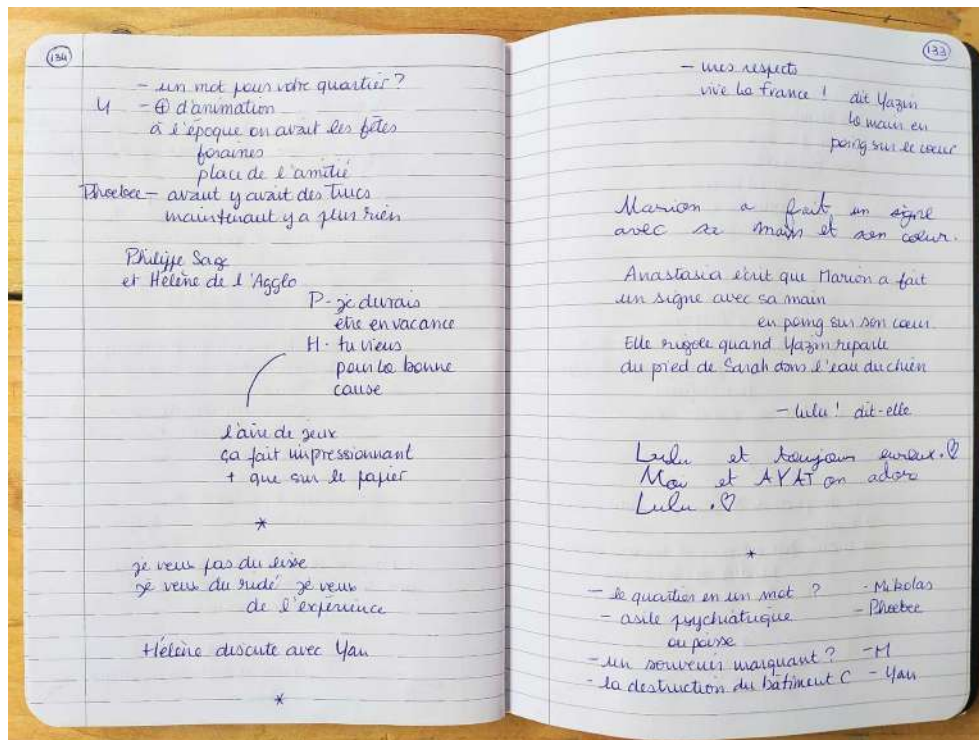 134
- un mot pour votre quartier ?
Y - ⊕ d'animation
à l'époque on avait les fêtes
foraines
place de l'amitié
Phoebee - avant y avait des trucs
maintenant y a plus rien
Philippe Sage
et Hélène de l'Agglo
P - je durais
être en vacance
H - tu viens
pour la bonne
cause
l'aire de jeux
ça fait impressionnant
+ que sur le papier
*
je veux pas du lisse
je veux du rude je veux
de l'expérience
Hélène discute avec Yan
*
133
- mes respects
vive la france ! dit Yazin
la main en
poing sur le cœur
Marion a fait un signe
avec sa main et son cœur.
Anastasia écrit que Marion a fait
un signe avec sa main
en poing sur son cœur.
Elle rigole quand Yazin reparle
du pied de Sarah dans l'eau du chien
- lulu ! dit-elle
Lulu et toujour eureux. ♡
Moi et AYAT on ador
Lulu . ♡
*
- le quartier en un mot ? - Mikolas
- asile psychiatrique - Phoebee
ou poisse
- un souvenir marquant ? - M
- la destruction du bâtiment C - Yan